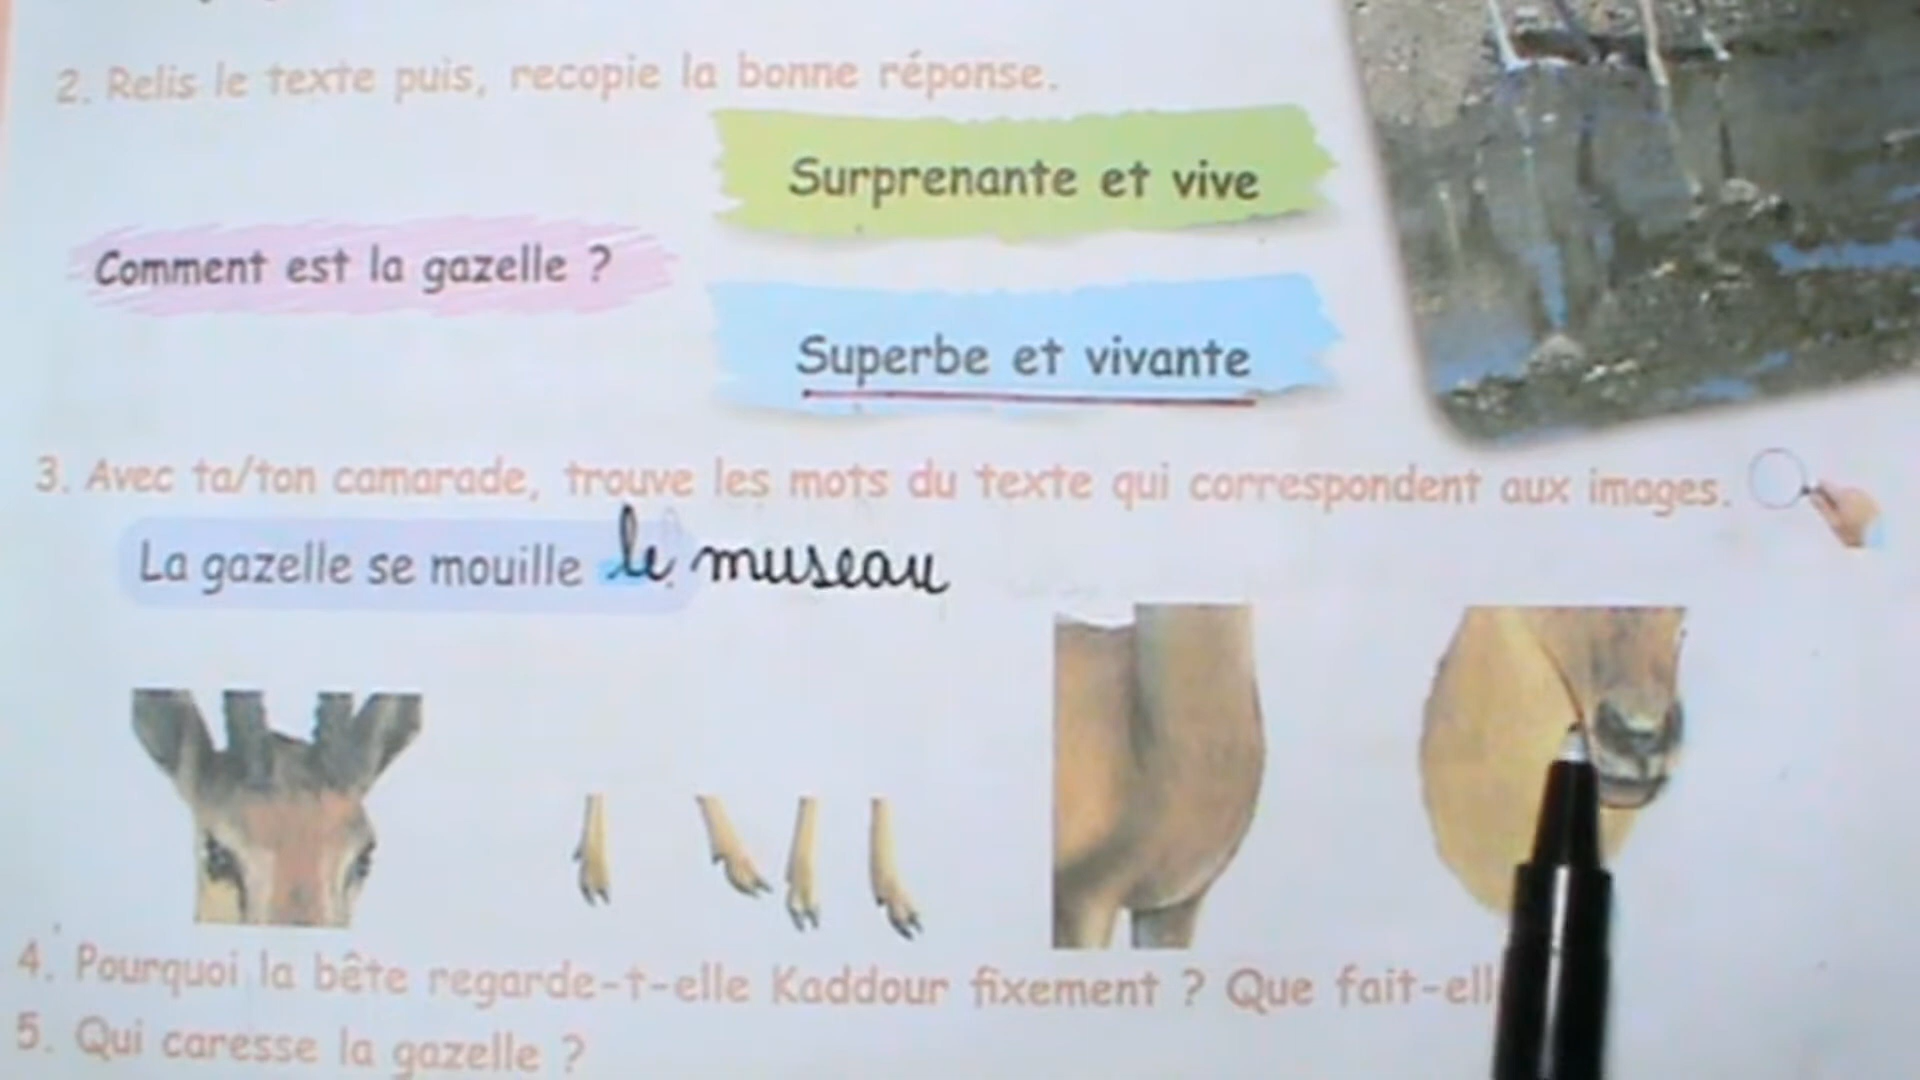 2. Relis le texte puis, recopie la bonne réponse.
Surprenante et vive
Comment est la gazelle ?
Superbe et vivante
3. Avec ta/ton camarade, trouve les mots du texte qui correspondent aux images.
La gazelle se mouille le museau
4. Pourquoi la bête regarde-t-elle Kaddour fixement ? Que fait-ell
5. Qui caresse la gazelle ?